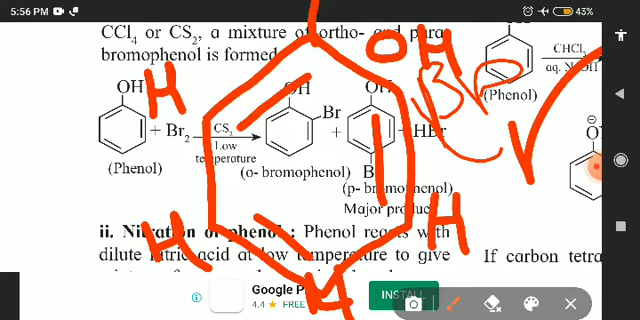 5:56 PM
43%
CCl4 or CS2, a mixture of ortho- and para
bromophenol is formed
OH
H
OH
OH
OH
Br
Br
CHCl
aq. NaOH
(Phenol)
+ Br2
CS2
Low
temperature
+
+ HBr
(Phenol)
(o- bromophenol)
(p- bromophenol)
Major product
H
H
H
ii. Nitration of phenol : Phenol reacts with
dilute nitric acid at low temperature to give
If carbon tetra
Google P
4.4 ★ FREE
INSTALL